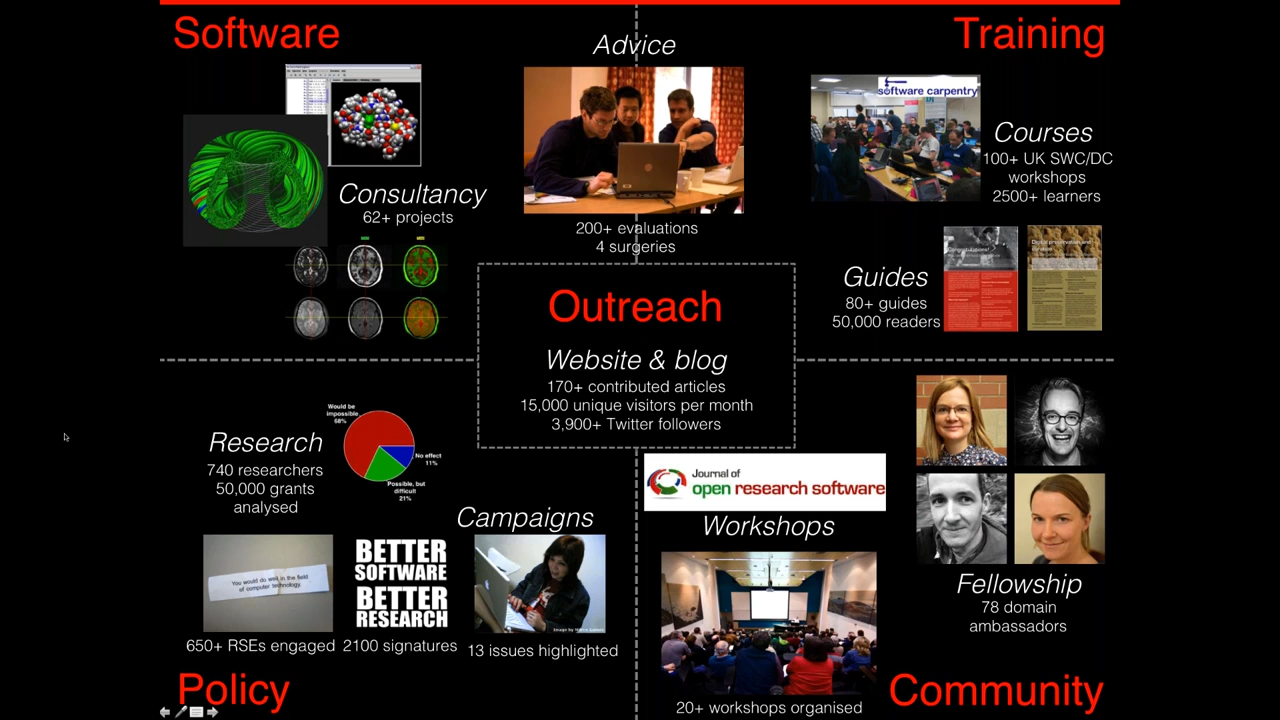 Software
Advice
Training
software carpentry
Courses
100+ UK SWC/DC
workshops
2500+ learners
Consultancy
62+ projects
200+ evaluations
4 surgeries
Guides
80+ guides
50,000 readers
Outreach
Website & blog
170+ contributed articles
15,000 unique visitors per month
3,900+ Twitter followers
Research
740 researchers
50,000 grants
analysed
Would be
impossible
68%
No effect
11%
Possible, but
difficult
21%
Campaigns
You would do well in the field
of computer technology.
BETTER
SOFTWARE
BETTER
RESEARCH
650+ RSEs engaged
2100 signatures
13 issues highlighted
Policy
Journal of
open research software
Workshops
20+ workshops organised
Fellowship
78 domain
ambassadors
Community